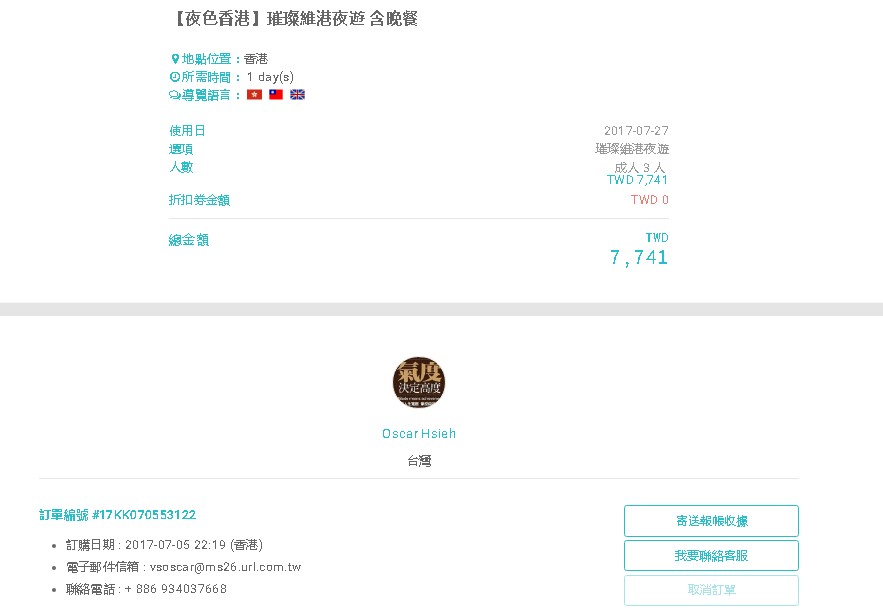 【夜色香港】璀璨維港夜遊 含晚餐
地點位置： 香港
所需時間： 1 day(s)
導覽語言：
使用日 2017-07-27
選項 璀璨維港夜遊
人數 成人 3 人
TWD 7,741
折扣券金額 TWD 0
總金額 TWD
7,741
氣度
決定高度
Oscar Hsieh
台灣
訂單編號 #17KK070553122
寄送報帳收據
訂購日期 : 2017-07-05 22:19 (香港)
我要聯絡客服
電子郵件信箱 : vsoscar@ms26.url.com.tw
聯絡電話 : + 886 934037668
取消訂單